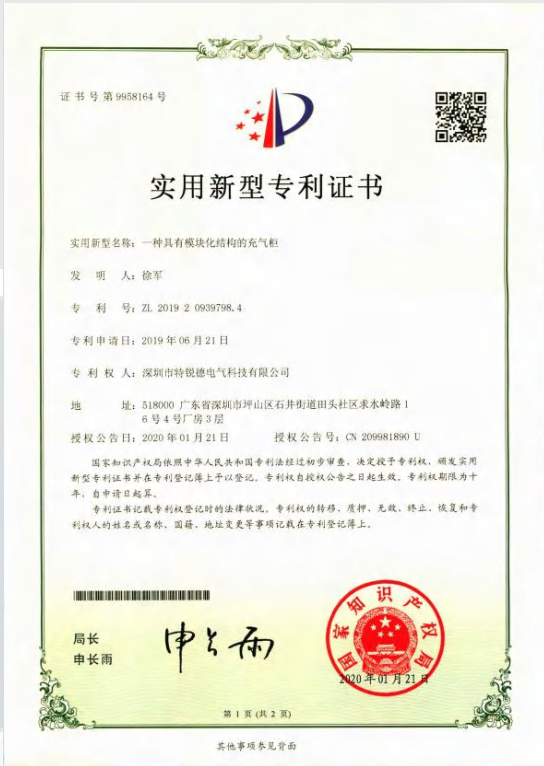 证书号第9958164号
实用新型专利证书
实用新型名称：一种具有模块化结构的充气柜
发明人：徐军
专利号：ZL 2019 2 0939798.4
专利申请日：2019年06月21日
专利权人：深圳市特锐德电气科技有限公司
地址：518000 广东省深圳市坪山区石井街道田头社区求水岭路1
6号4号厂房3层
授权公告日：2020年01月21日 授权公告号：CN 209981890 U
国家知识产权局依照中华人民共和国专利法经过初步审查，决定授予专利权，颁发实用
新型专利证书并在专利登记簿上予以登记。专利权自授权公告之日起生效。专利权期限为十
年，自申请日起算。
专利证书记载专利权登记时的法律状况。专利权的转移、质押、无效、终止、恢复和专
利权人的姓名或名称、国籍、地址变更等事项记载在专利登记簿上。
局长
申长雨
申长雨
国家知识产权局
2020年01月21日
第1页(共2页)
其他事项参见背面